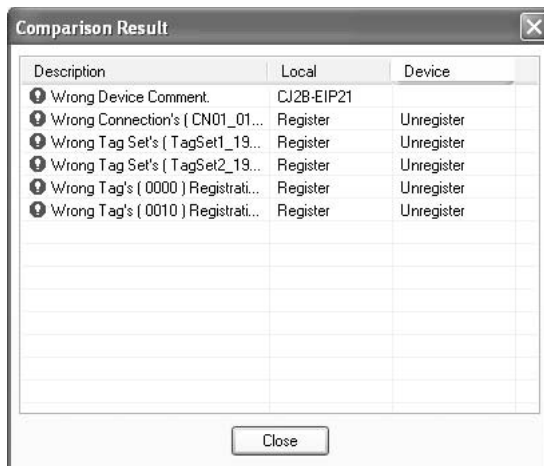 Comparison Result
Description Local Device
Wrong Device Comment. CJ2B-EIP21
Wrong Connection's ( CN01_01... Register Unregister
Wrong Tag Set's ( TagSet1_19... Register Unregister
Wrong Tag Set's ( TagSet2_19... Register Unregister
Wrong Tag's ( 0000 ) Registrati... Register Unregister
Wrong Tag's ( 0010 ) Registrati... Register Unregister
Close